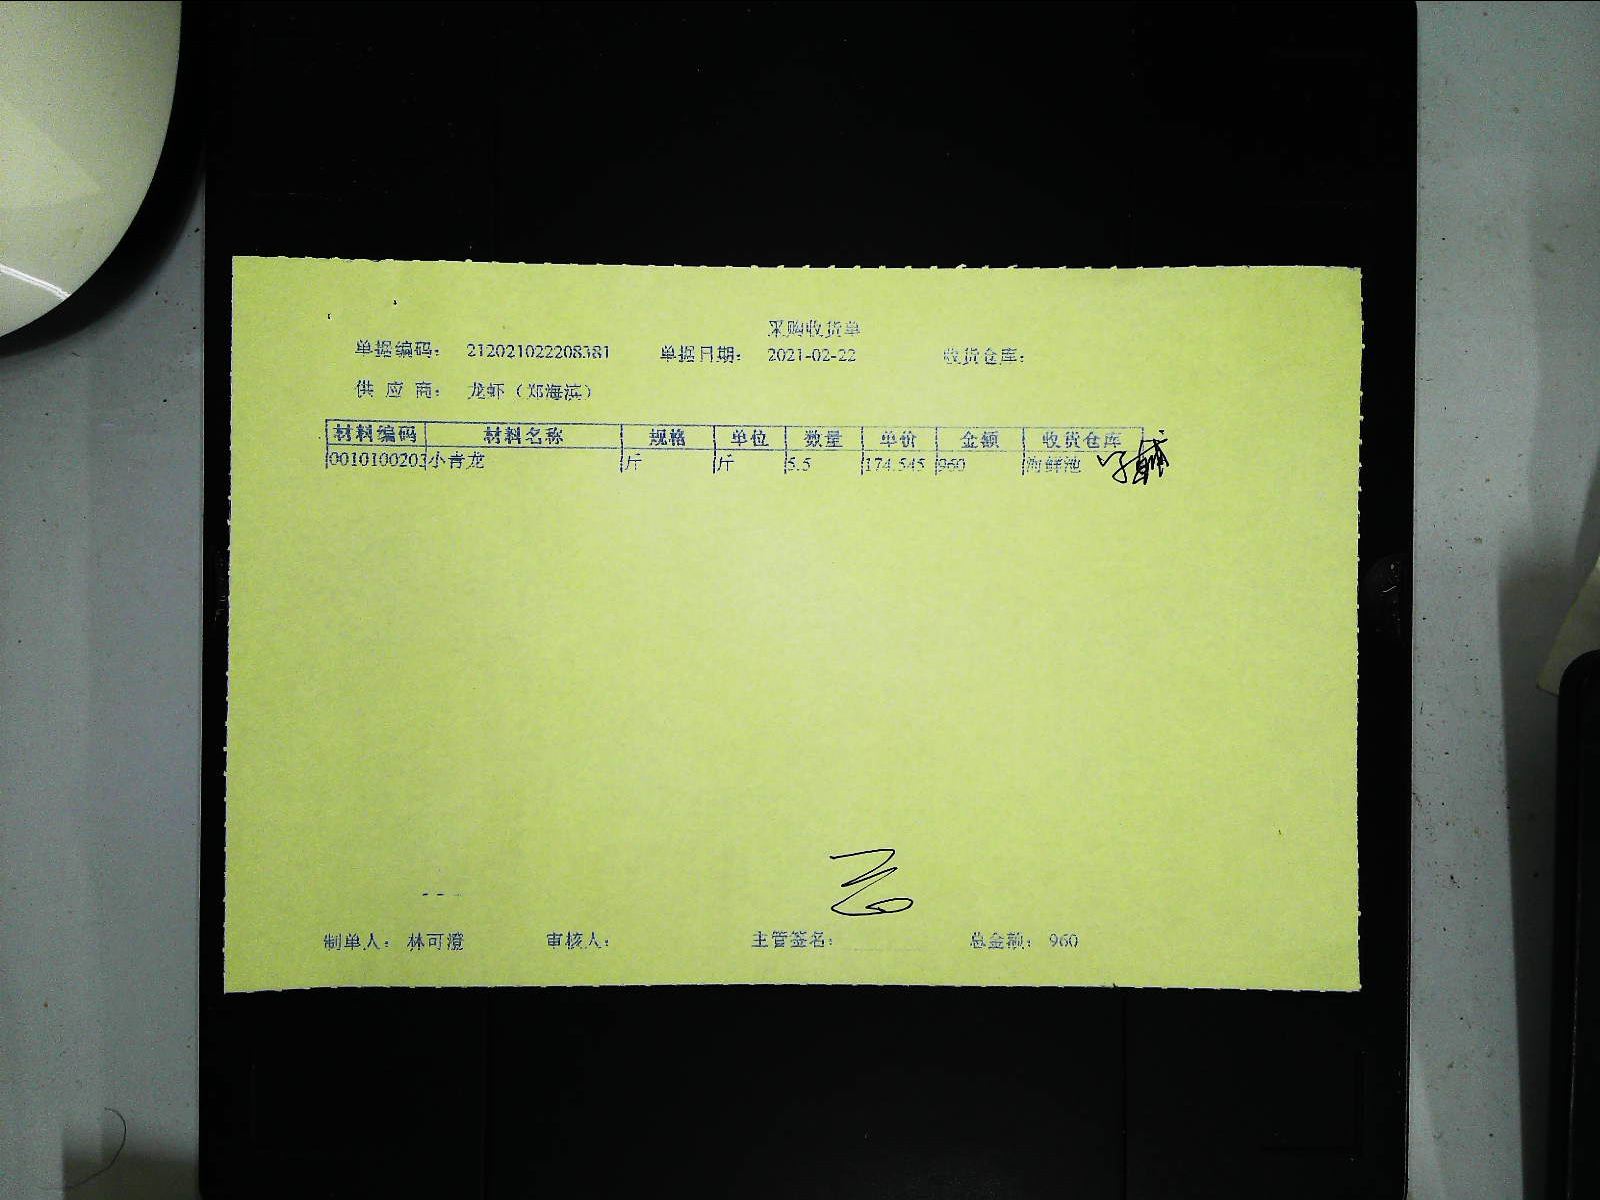 采购收货单
单据编码： 212021022208381 单据日期： 2021-02-22 收货仓库：
供 应 商： 龙虾（郑海滨）
材料编码 材料名称 规格 单位 数量 单价 金额 收货仓库
0010100203 小青龙 斤 斤 5.5 174.545 960 海鲜池
制单人： 林可澄 审核人： 主管签名： 总金额： 960